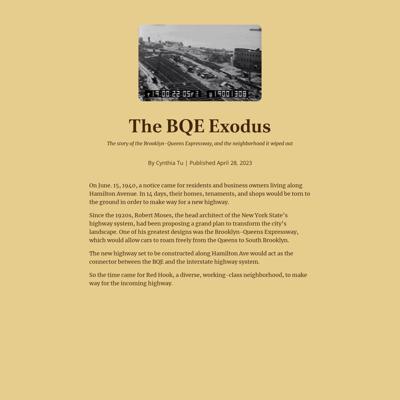 The BQE Exodus
The story of the Brooklyn-Queens Expressway, and the neighborhood it wiped out
By Cynthia Tu | Published April 28, 2023
On June. 15, 1940, a notice came for residents and business owners living along
Hamilton Avenue. In 14 days, their homes, tenaments, and shops would be torn to
the ground in order to make way for a new highway.
Since the 1920s, Robert Moses, the head architect of the New York State's
highway system, had been proposing a grand plan to transform the city's
landscape. One of his greatest designs was the Brooklyn-Queens Expressway,
which would allow cars to roam freely from the Queens to South Brooklyn.
The new highway set to be constructed along Hamilton Ave would act as the
connector between the BQE and the interstate highway system.
So the time came for Red Hook, a diverse, working-class neighborhood, to make
way for the incoming highway.